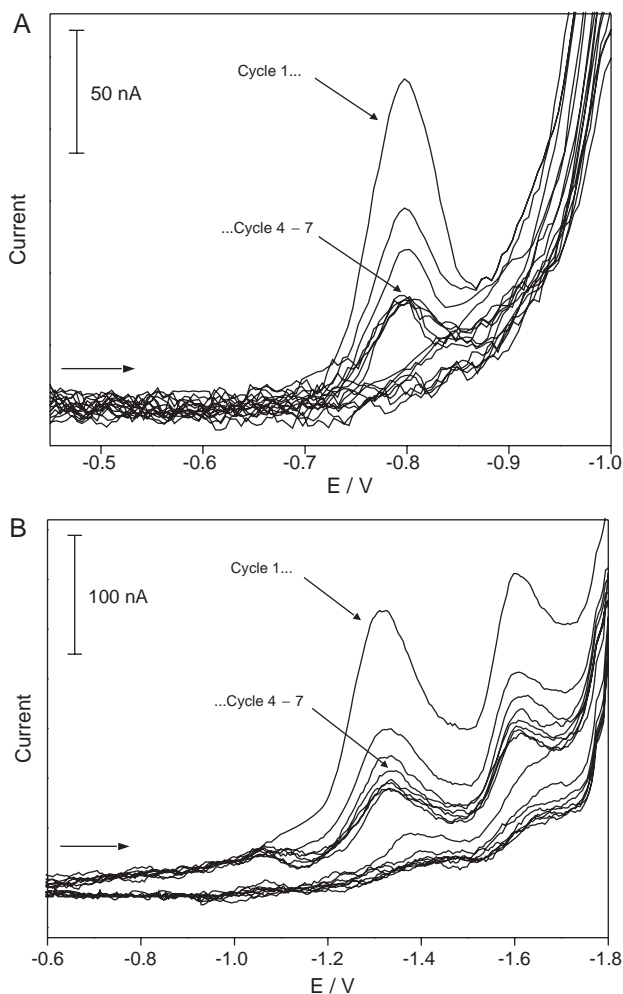 A
50 nA
Cycle 1...
...Cycle 4 – 7
Current
-0.5 -0.6 -0.7 -0.8 -0.9 -1.0
E / V
B
100 nA
Cycle 1...
...Cycle 4 – 7
Current
-0.6 -0.8 -1.0 -1.2 -1.4 -1.6 -1.8
E / V